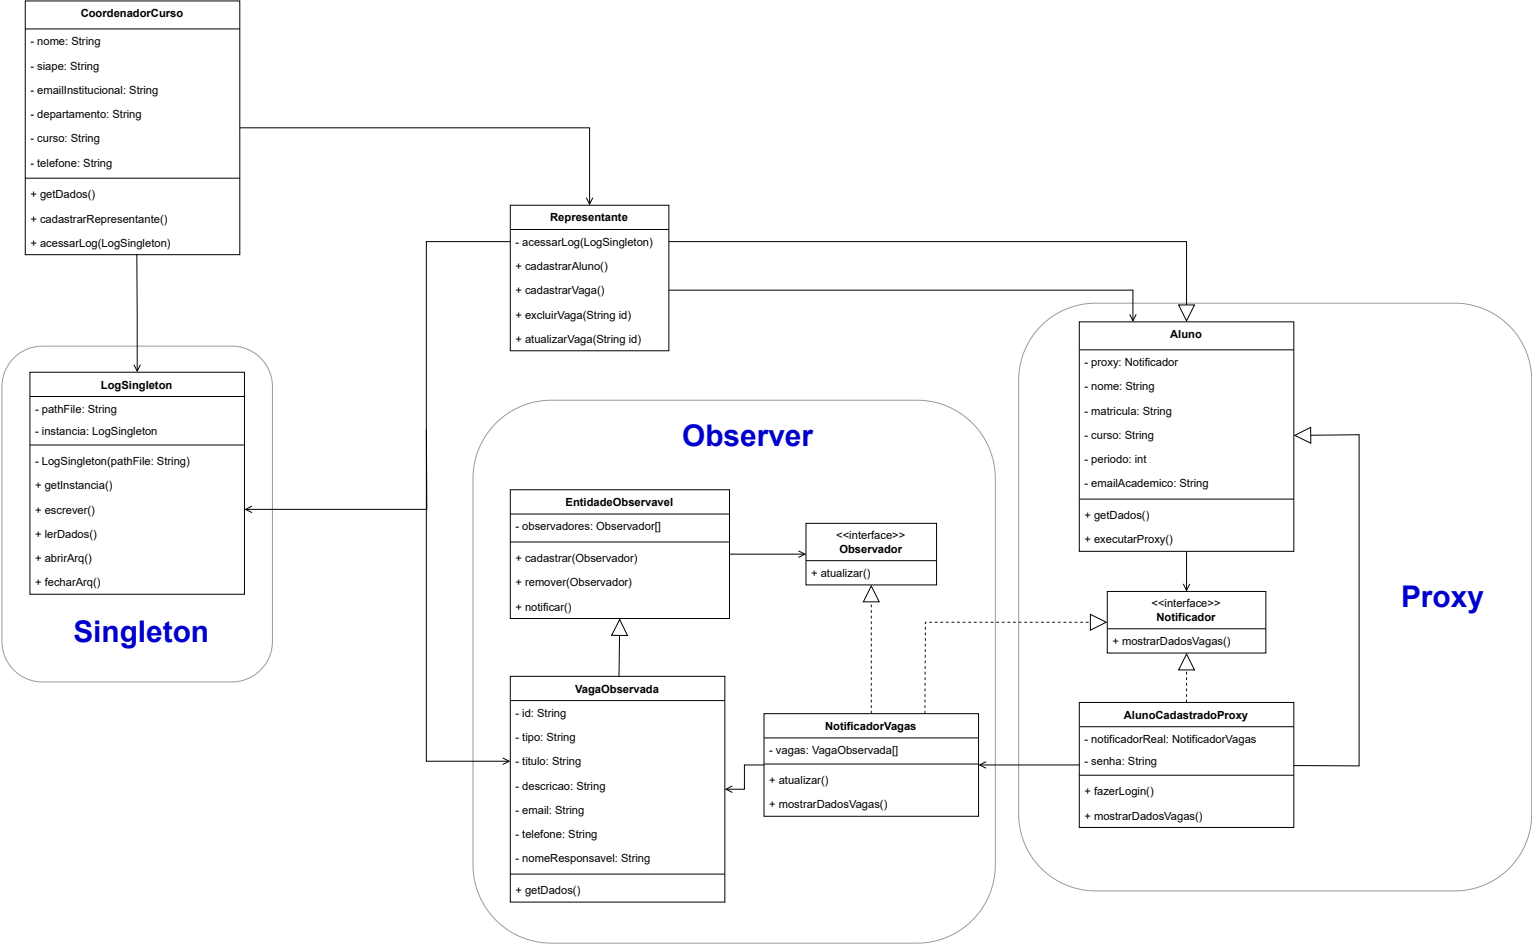 CoordenadorCurso
- nome: String
- siape: String
- emailInstitucional: String
- departamento: String
- curso: String
- telefone: String
+ getDados()
+ cadastrarRepresentante()
+ acessarLog(LogSingleton)
Representante
- acessarLog(LogSingleton)
+ cadastrarAluno()
+ cadastrarVaga()
+ excluirVaga(String id)
+ atualizarVaga(String id)
LogSingleton
- pathFile: String
- instancia: LogSingleton
- LogSingleton(pathFile: String)
+ getInstancia()
+ escrever()
+ lerDados()
+ abrirArq()
+ fecharArq()
Singleton
Observer
EntidadeObservavel
- observadores: Observador[]
+ cadastrar(Observador)
+ remover(Observador)
+ notificar()
<<interface>>
Observador
+ atualizar()
VagaObservada
- id: String
- tipo: String
- titulo: String
- descricao: String
- email: String
- telefone: String
- nomeResponsavel: String
+ getDados()
NotificadorVagas
- vagas: VagaObservada[]
+ atualizar()
+ mostrarDadosVagas()
Aluno
- proxy: Notificador
- nome: String
- matricula: String
- curso: String
- periodo: int
- emailAcademico: String
+ getDados()
+ executarProxy()
Proxy
<<interface>>
Notificador
+ mostrarDadosVagas()
AlunoCadastradoProxy
- notificadorReal: NotificadorVagas
- senha: String
+ fazerLogin()
+ mostrarDadosVagas()